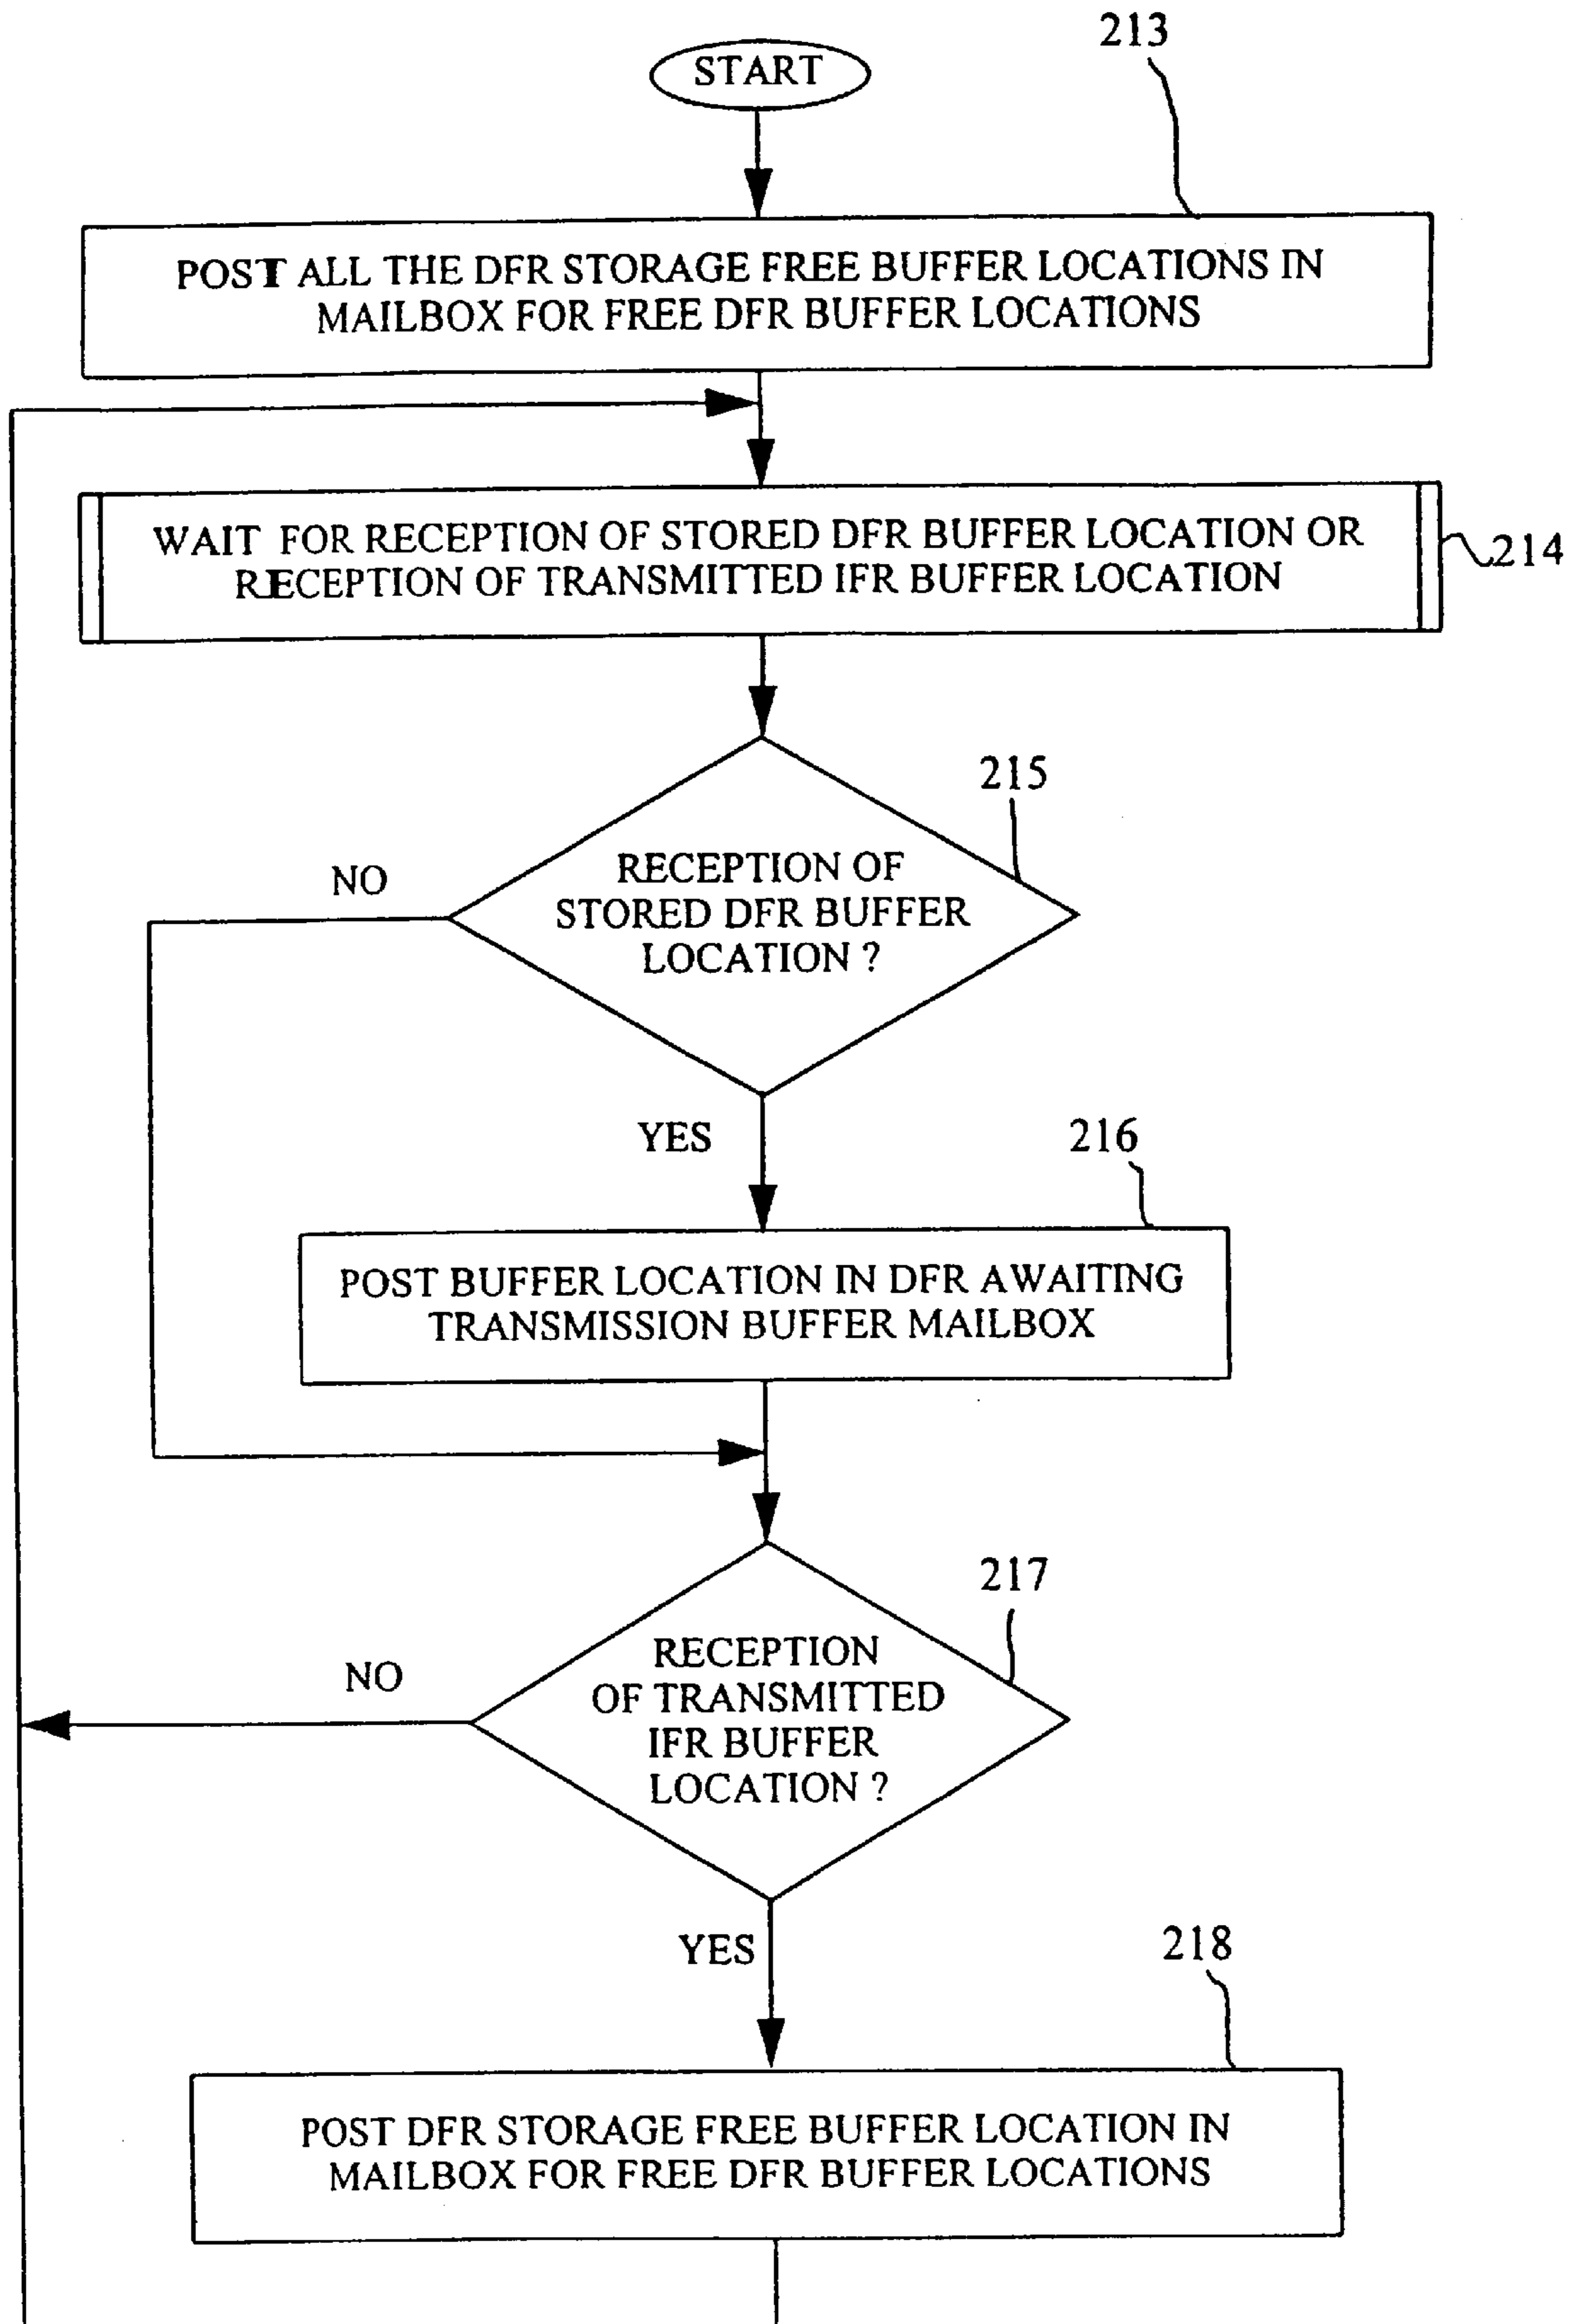 213
START
POST ALL THE DFR STORAGE FREE BUFFER LOCATIONS IN
MAILBOX FOR FREE DFR BUFFER LOCATIONS
WAIT FOR RECEPTION OF STORED DFR BUFFER LOCATION OR
RECEPTION OF TRANSMITTED IFR BUFFER LOCATION
214
215
NO
RECEPTION OF
STORED DFR BUFFER
LOCATION ?
YES
216
POST BUFFER LOCATION IN DFR AWAITING
TRANSMISSION BUFFER MAILBOX
217
NO
RECEPTION
OF TRANSMITTED
IFR BUFFER
LOCATION ?
YES
218
POST DFR STORAGE FREE BUFFER LOCATION IN
MAILBOX FOR FREE DFR BUFFER LOCATIONS